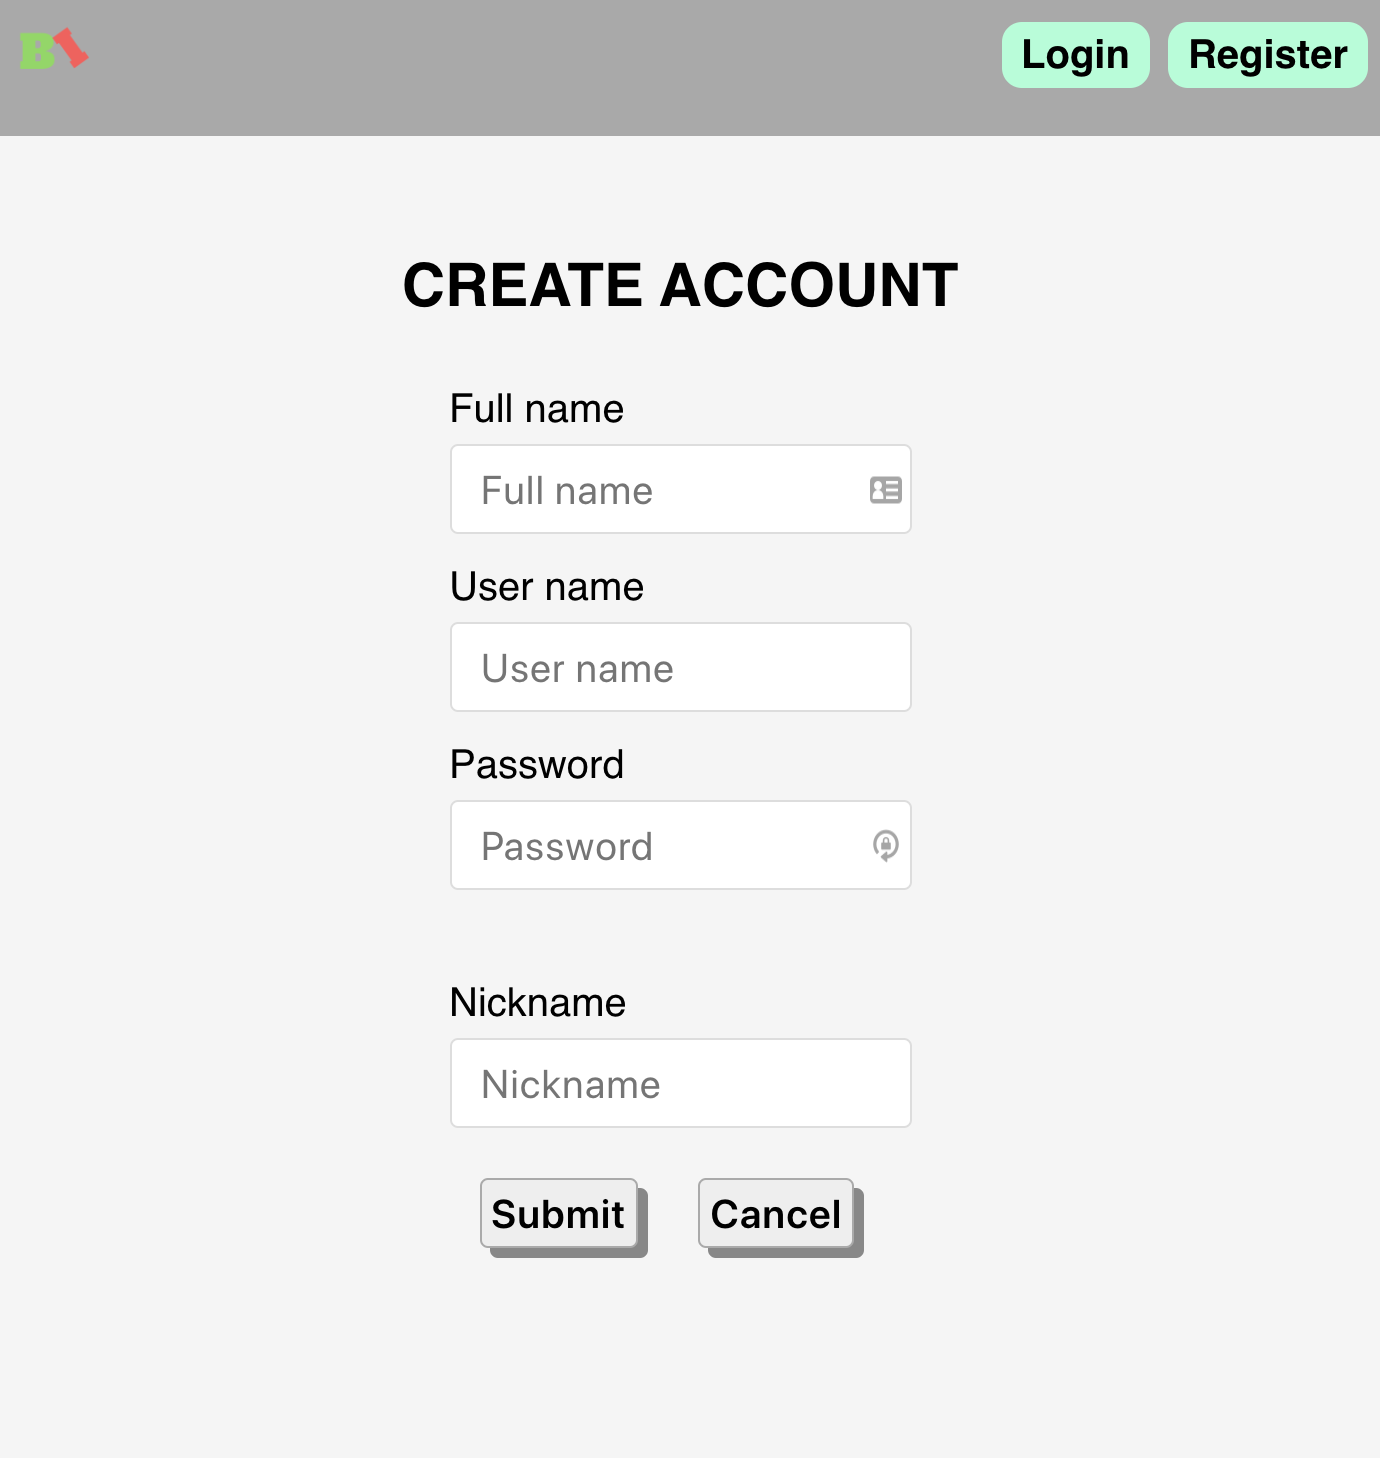 B
Login Register
CREATE ACCOUNT
Full name
Full name
User name
User name
Password
Password
Nickname
Nickname
Submit Cancel